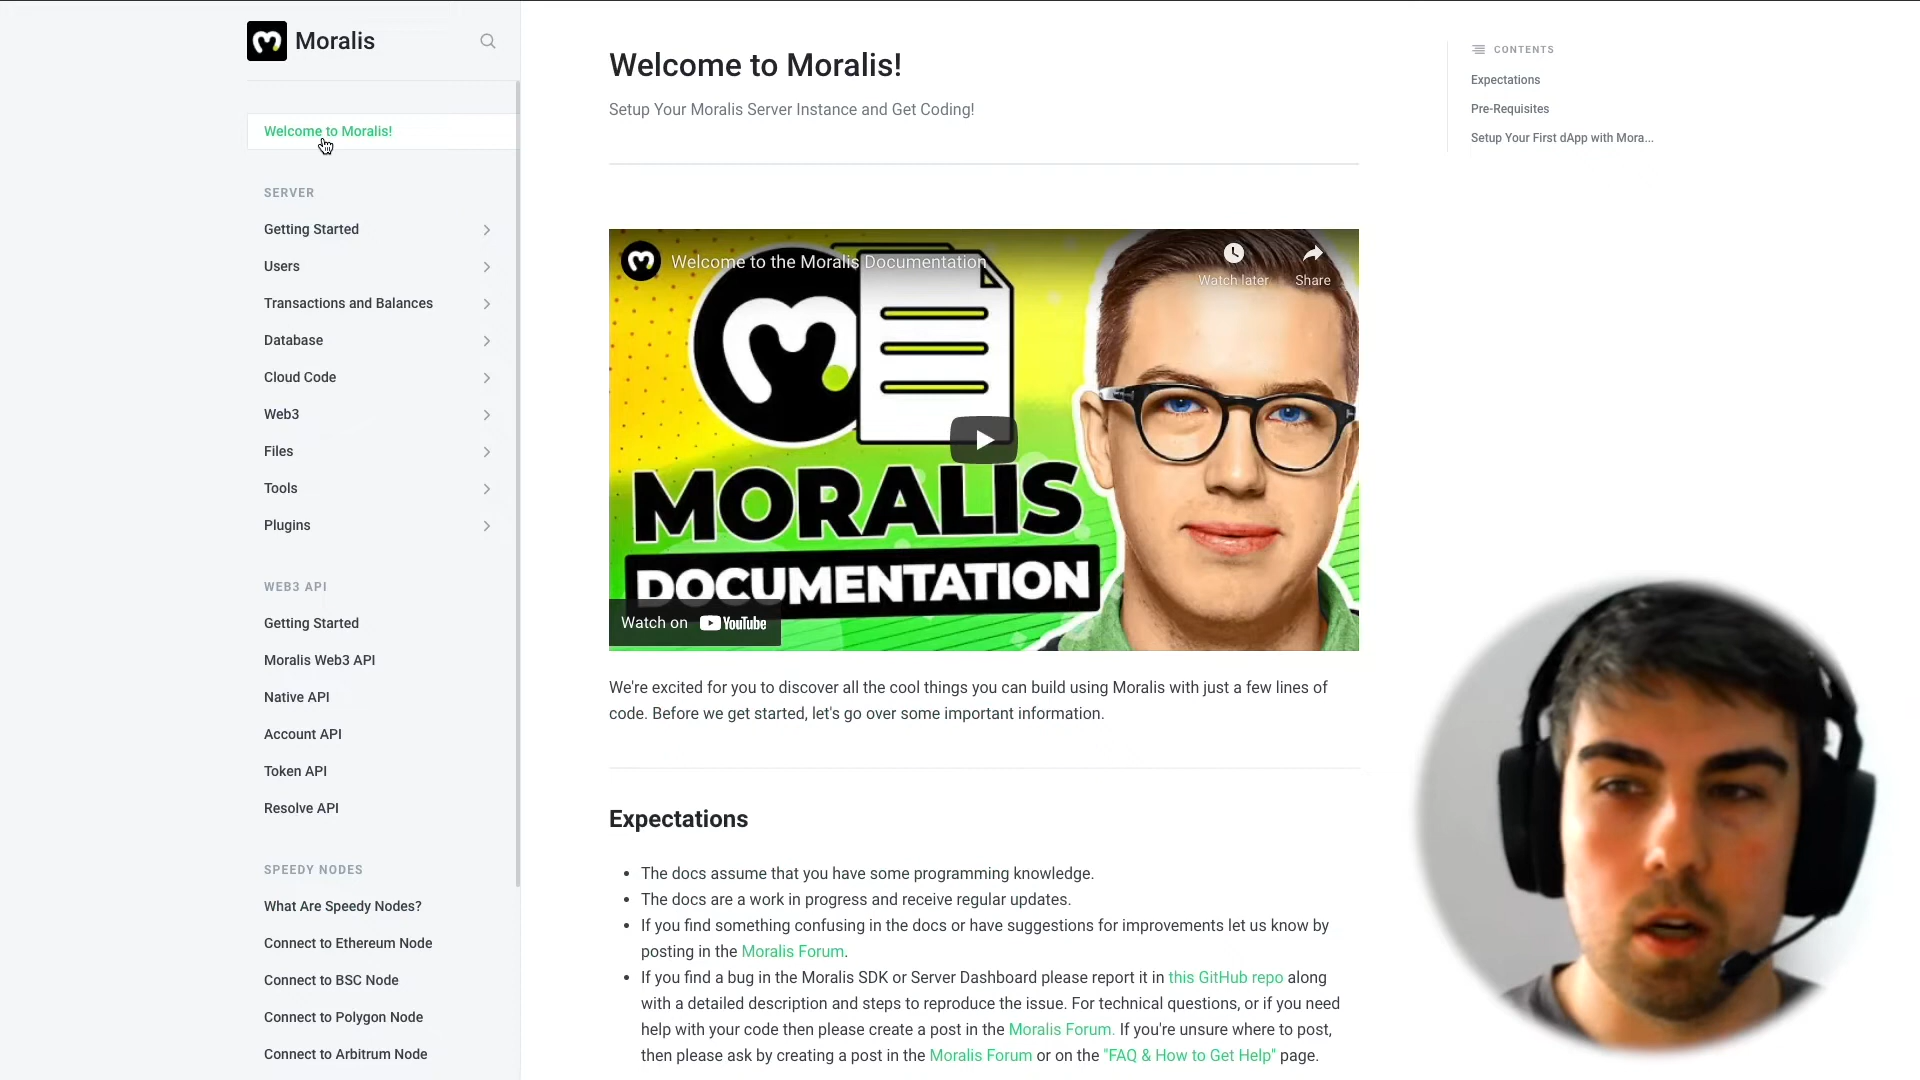 Moralis
Welcome to Moralis!
SERVER
Getting Started
Users
Transactions and Balances
Database
Cloud Code
Web3
Files
Tools
Plugins
WEB3 API
Getting Started
Moralis Web3 API
Native API
Account API
Token API
Resolve API
SPEEDY NODES
What Are Speedy Nodes?
Connect to Ethereum Node
Connect to BSC Node
Connect to Polygon Node
Connect to Arbitrum Node
Welcome to Moralis!
Setup Your Moralis Server Instance and Get Coding!
Welcome to the Moralis Documentation
Watch later
Share
MORALIS
DOCUMENTATION
Watch on YouTube
We're excited for you to discover all the cool things you can build using Moralis with just a few lines of
code. Before we get started, let's go over some important information.
Expectations
• The docs assume that you have some programming knowledge.
• The docs are a work in progress and receive regular updates.
• If you find something confusing in the docs or have suggestions for improvements let us know by
posting in the Moralis Forum.
• If you find a bug in the Moralis SDK or Server Dashboard please report it in this GitHub repo along
with a detailed description and steps to reproduce the issue. For technical questions, or if you need
help with your code then please create a post in the Moralis Forum. If you're unsure where to post,
then please ask by creating a post in the Moralis Forum or on the "FAQ & How to Get Help" page.
CONTENTS
Expectations
Pre-Requisites
Setup Your First dApp with Mora...